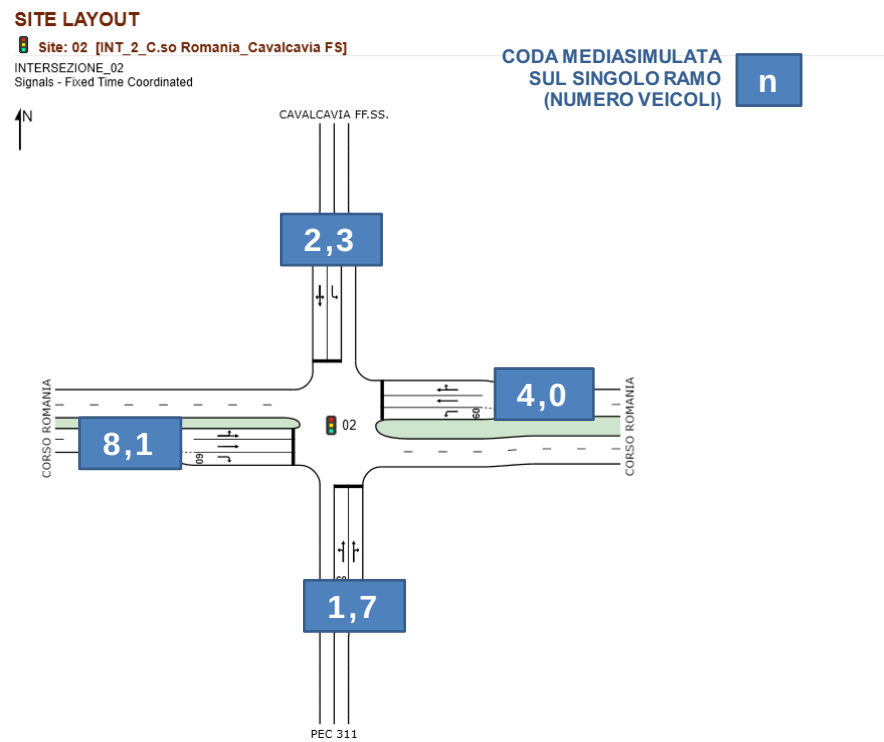 SITE LAYOUT
Site: 02 [INT_2_C.so Romania_Cavalcavia FS]
INTERSEZIONE_02
Signals - Fixed Time Coordinated
CODA MEDIASIMULATA
SUL SINGOLO RAMO
(NUMERO VEICOLI)
n
N
CAVALCAVIA FF.SS.
2,3
CORSO ROMANIA
4,0
60
CORSO ROMANIA
02
8,1
60
1,7
PEC 311